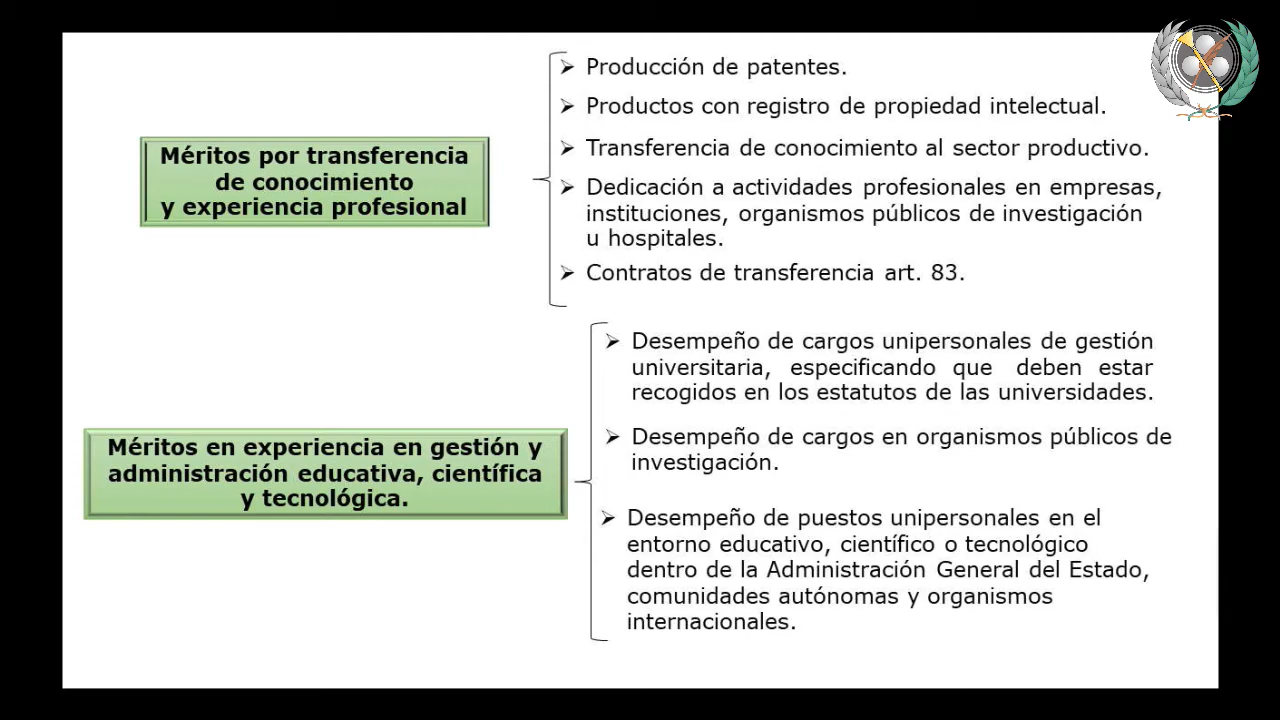 Méritos por transferencia
de conocimiento
y experiencia profesional
Producción de patentes.
Productos con registro de propiedad intelectual.
Transferencia de conocimiento al sector productivo.
Dedicación a actividades profesionales en empresas,
instituciones, organismos públicos de investigación
u hospitales.
Contratos de transferencia art. 83.
Méritos en experiencia en gestión y
administración educativa, científica
y tecnológica.
Desempeño de cargos unipersonales de gestión
universitaria, especificando que deben estar
recogidos en los estatutos de las universidades.
Desempeño de cargos en organismos públicos de
investigación.
Desempeño de puestos unipersonales en el
entorno educativo, científico o tecnológico
dentro de la Administración General del Estado,
comunidades autónomas y organismos
internacionales.